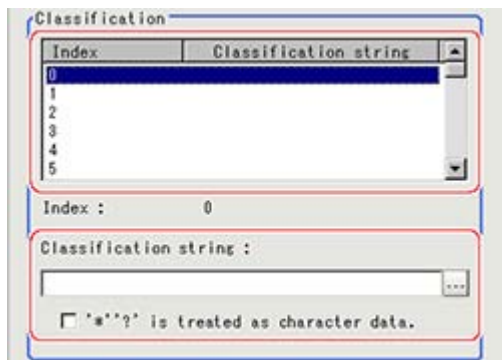 Classification
Index Classification string
0
1
2
3
4
5
Index : 0
Classification string :
...
'*''?' is treated as character data.